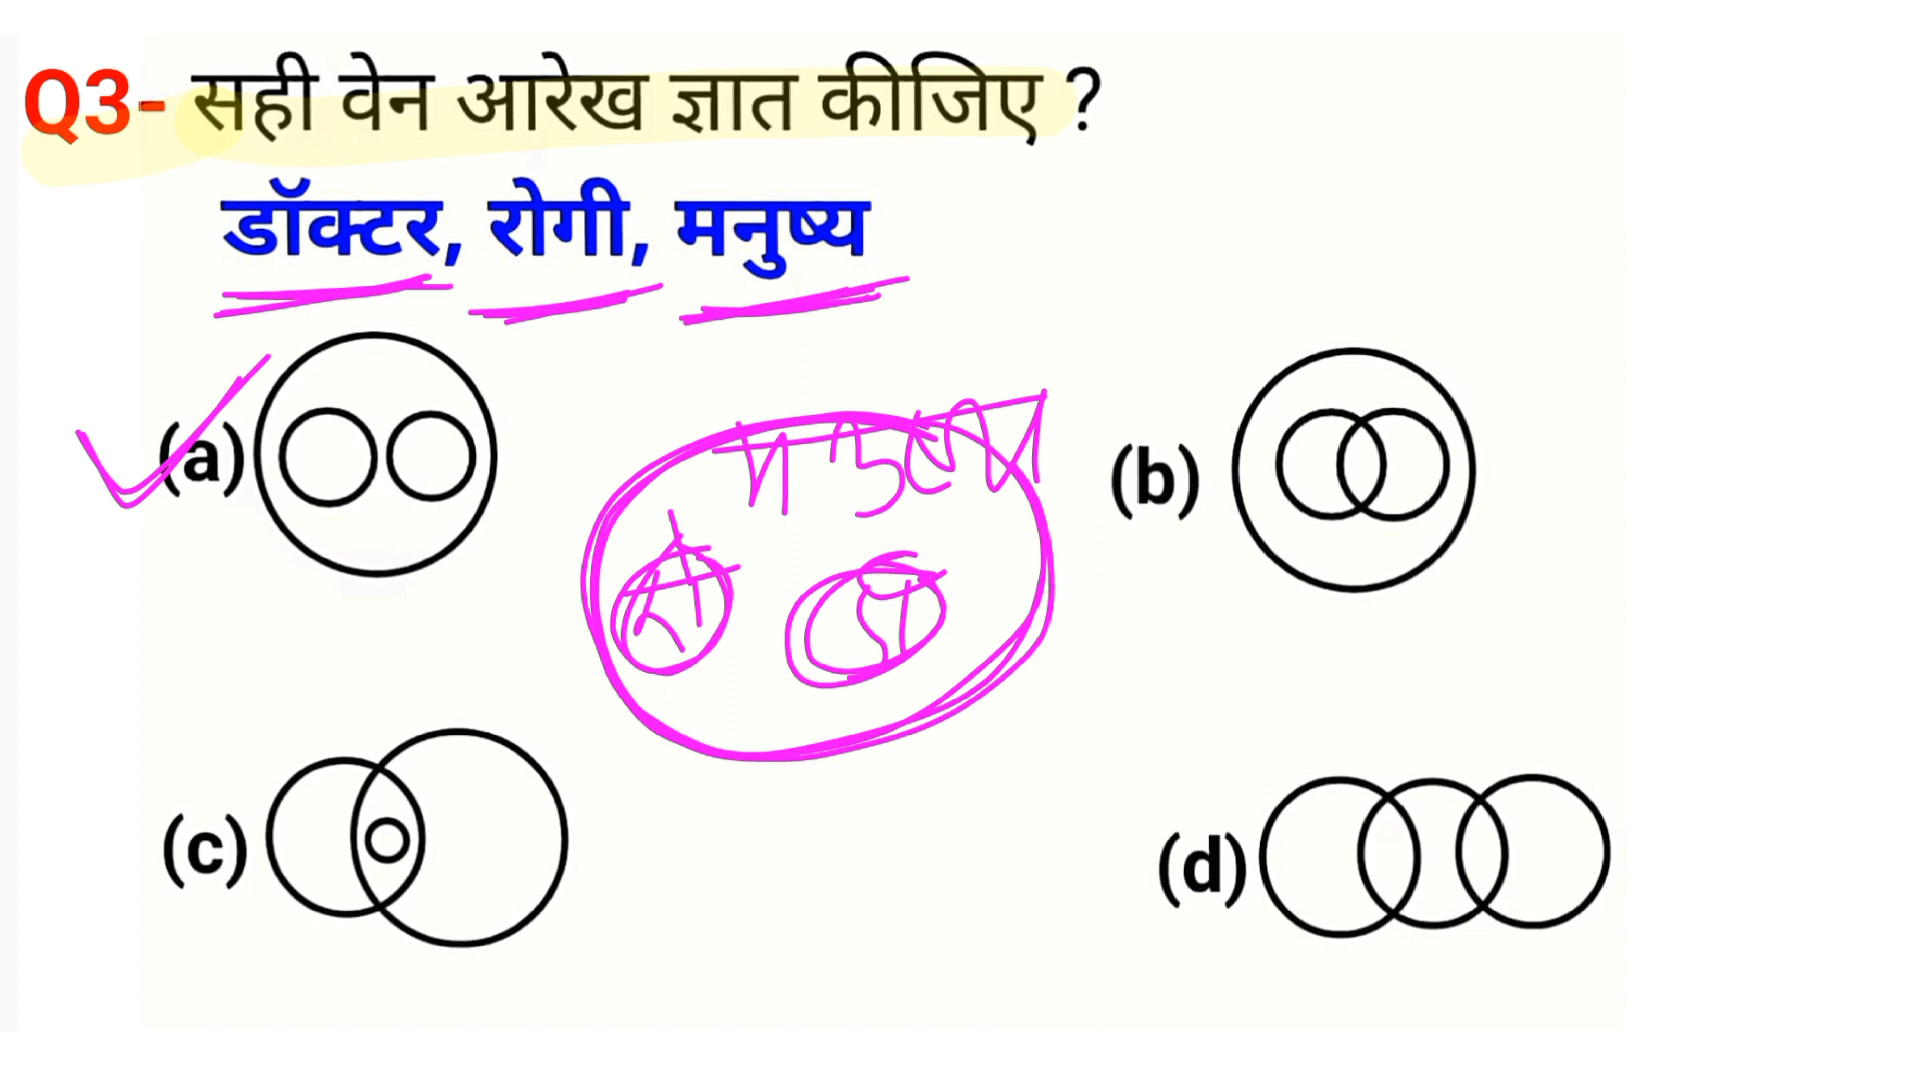 Q3- सही वेन आरेख ज्ञात कीजिए ?
डॉक्टर, रोगी, मनुष्य
(a)
मनुष्य
(b)
(c)
(d)